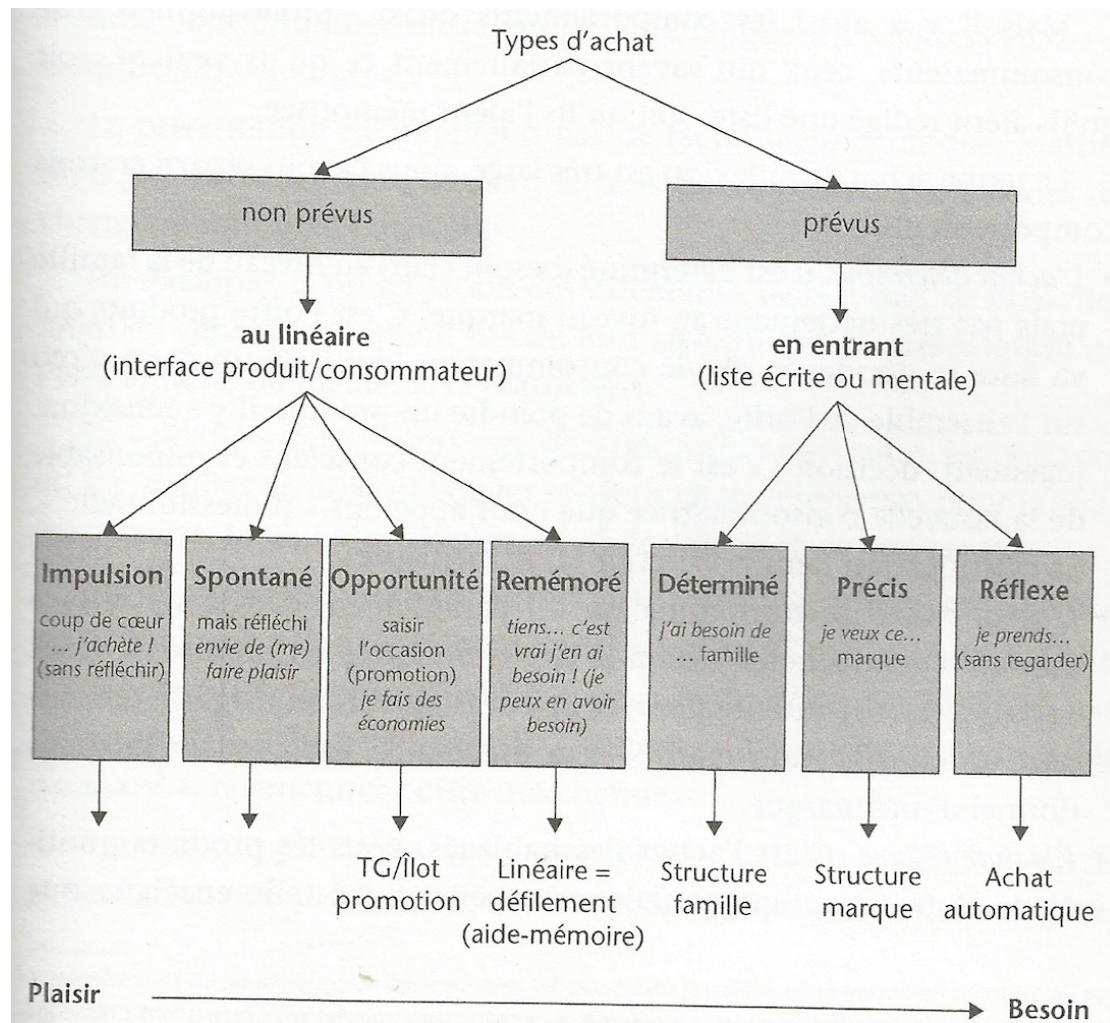 Types d'achat
non prévus
prévus
au linéaire
(interface produit/consommateur)
en entrant
(liste écrite ou mentale)
Impulsion
coup de cœur
... j'achète !
(sans réfléchir)
Spontané
mais réfléchi
envie de (me)
faire plaisir
Opportunité
saisir
l'occasion
(promotion)
je fais des
économies
Remémoré
tiens... c'est
vrai j'en ai
besoin ! (je
peux en avoir
besoin)
Déterminé
j'ai besoin de
... famille
Précis
je veux ce...
marque
Réflexe
je prends...
(sans regarder)
TG/Îlot
promotion
Linéaire =
défilement
(aide-mémoire)
Structure
famille
Structure
marque
Achat
automatique
Plaisir
Besoin